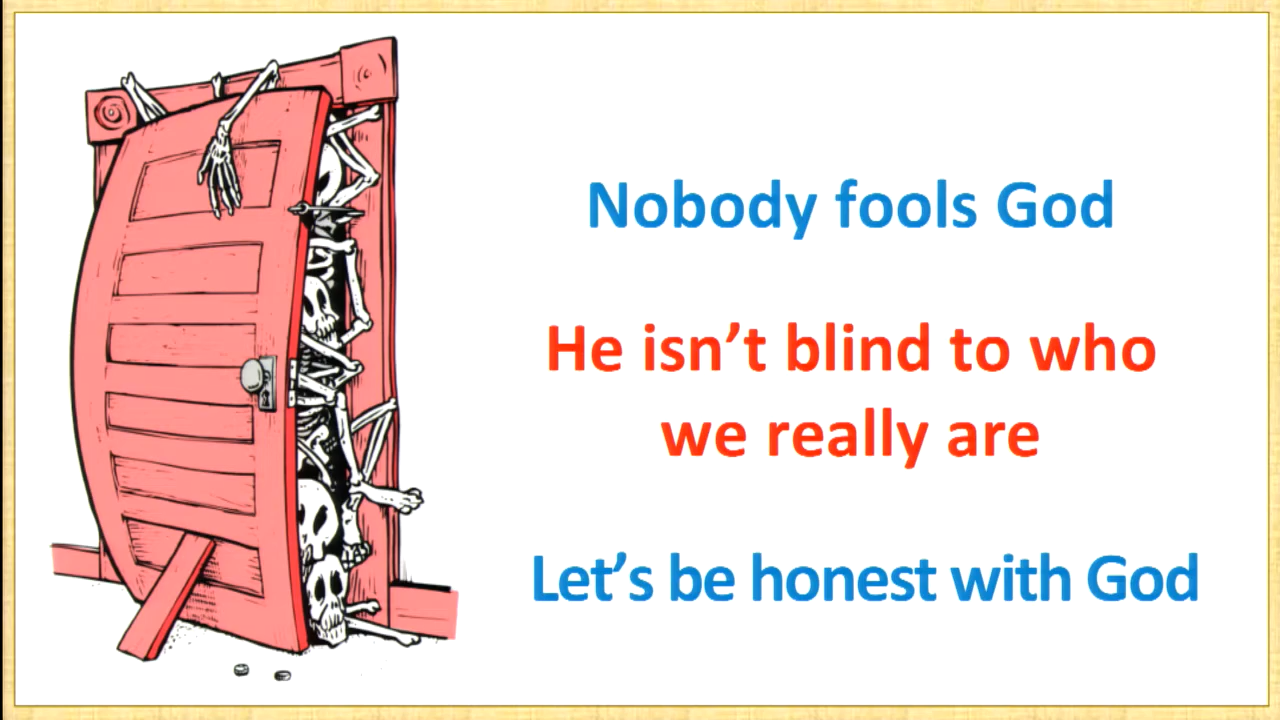 Nobody fools God
He isn’t blind to who
we really are
Let’s be honest with God